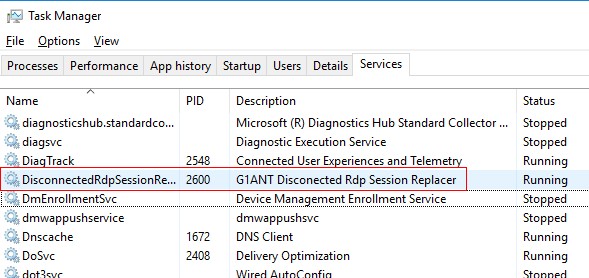 Task Manager
File Options View
Processes Performance App history Startup Users Details Services
Name PID Description Status
diagnosticshub.standardco... Microsoft (R) Diagnostics Hub Standard Collector ... Stopped
diagsvc Diagnostic Execution Service Stopped
DiagTrack 2548 Connected User Experiences and Telemetry Running
DisconnectedRdpSessionRe... 2600 G1ANT Disconected Rdp Session Replacer Running
DmEnrollmentSvc Device Management Enrollment Service Stopped
dmwappushservice dmwappushsvc Stopped
Dnscache 1672 DNS Client Running
DoSvc 2408 Delivery Optimization Running
dot3svc Wired AutoConfig Stopped